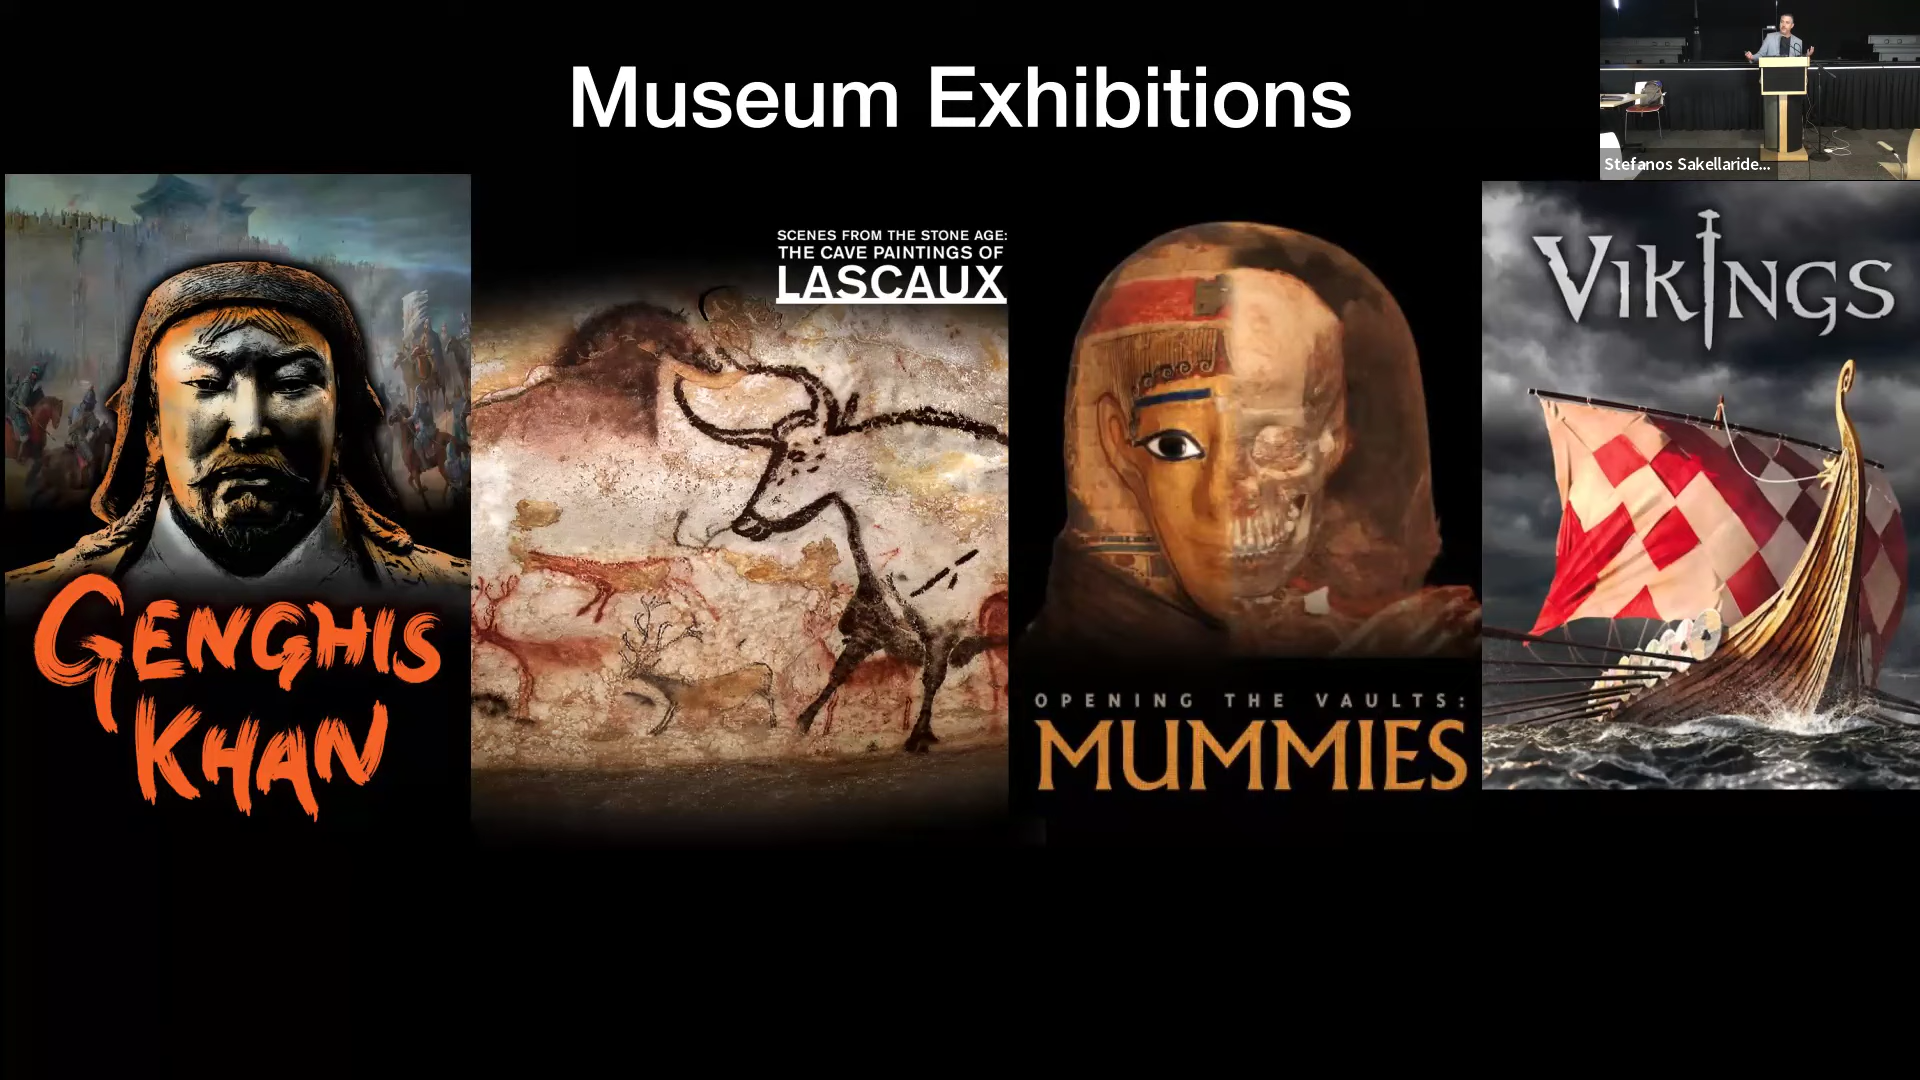 Museum Exhibitions
Stefanos Sakellaride...
GENGHIS
KHAN
SCENES FROM THE STONE AGE:
THE CAVE PAINTINGS OF
LASCAUX
OPENING THE VAULTS:
MUMMIES
VIKINGS